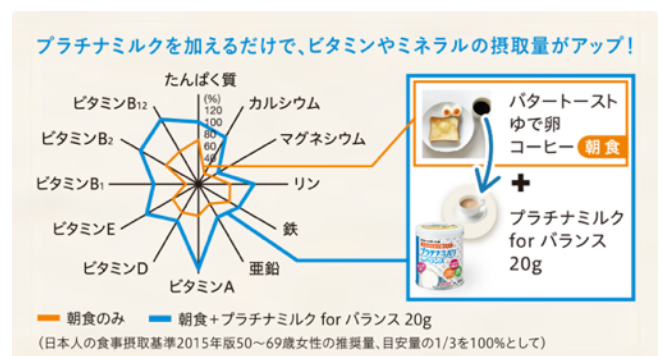 プラチナミルクを加えるだけで、ビタミンやミネラルの摂取量がアップ!
たんぱく質
(%)
120
100
80
60
40
カルシウム
マグネシウム
リン
鉄
亜鉛
ビタミンA
ビタミンD
ビタミンE
ビタミンB1
ビタミンB2
ビタミンB12
バタートースト
ゆで卵
コーヒー 朝食
+
プラチナミルク
for バランス
20g
プラチナミルク
朝食のみ 朝食+プラチナミルク for バランス 20g
(日本人の食事摂取基準2015年版50〜69歳女性の推奨量、目安量の1/3を100%として)